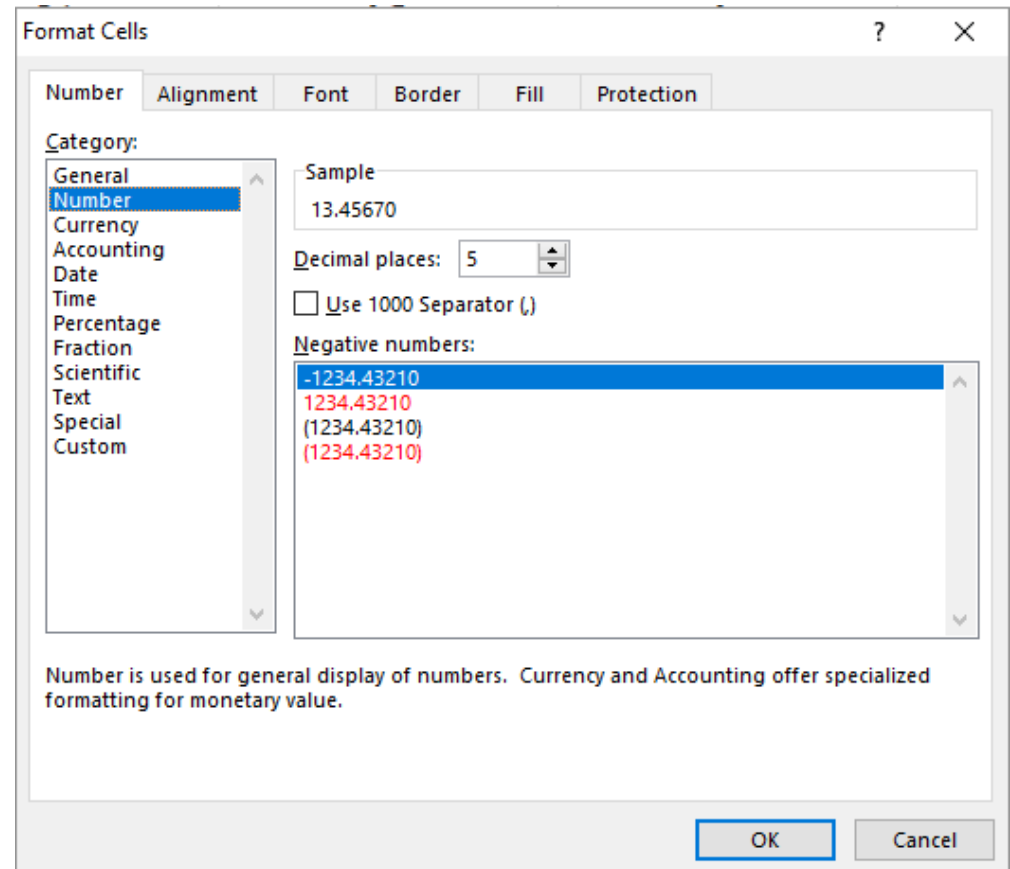 Format Cells ?
Number Alignment Font Border Fill Protection
Category:
General
Number
Currency
Accounting
Date
Time
Percentage
Fraction
Scientific
Text
Special
Custom
Sample
13.45670
Decimal places: 5
Use 1000 Separator (,)
Negative numbers:
-1234.43210
1234.43210
(1234.43210)
(1234.43210)
Number is used for general display of numbers. Currency and Accounting offer specialized
formatting for monetary value.
OK Cancel